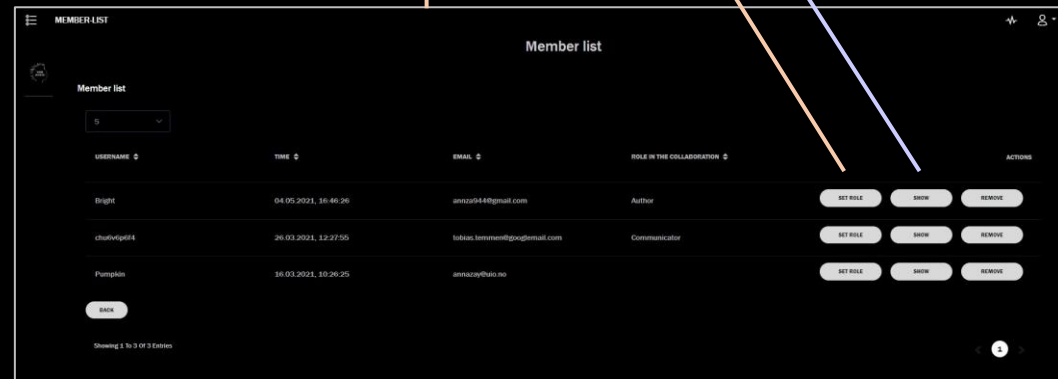 MEMBER-LIST
Member list
Member list
5
USERNAME TIME EMAIL ROLE IN THE COLLABORATION ACTIONS
Bright 04.05.2021, 16:46:26 annza944@gmail.com Author SET ROLE SHOW REMOVE
chu6v6p6f4 26.03.2021, 12:27:55 tobias.temmen@googlemail.com Communicator SET ROLE SHOW REMOVE
Pumpkin 16.03.2021, 10:26:25 annazay@uio.no SET ROLE SHOW REMOVE
BACK
Showing 1 To 3 Of 3 Entries
1